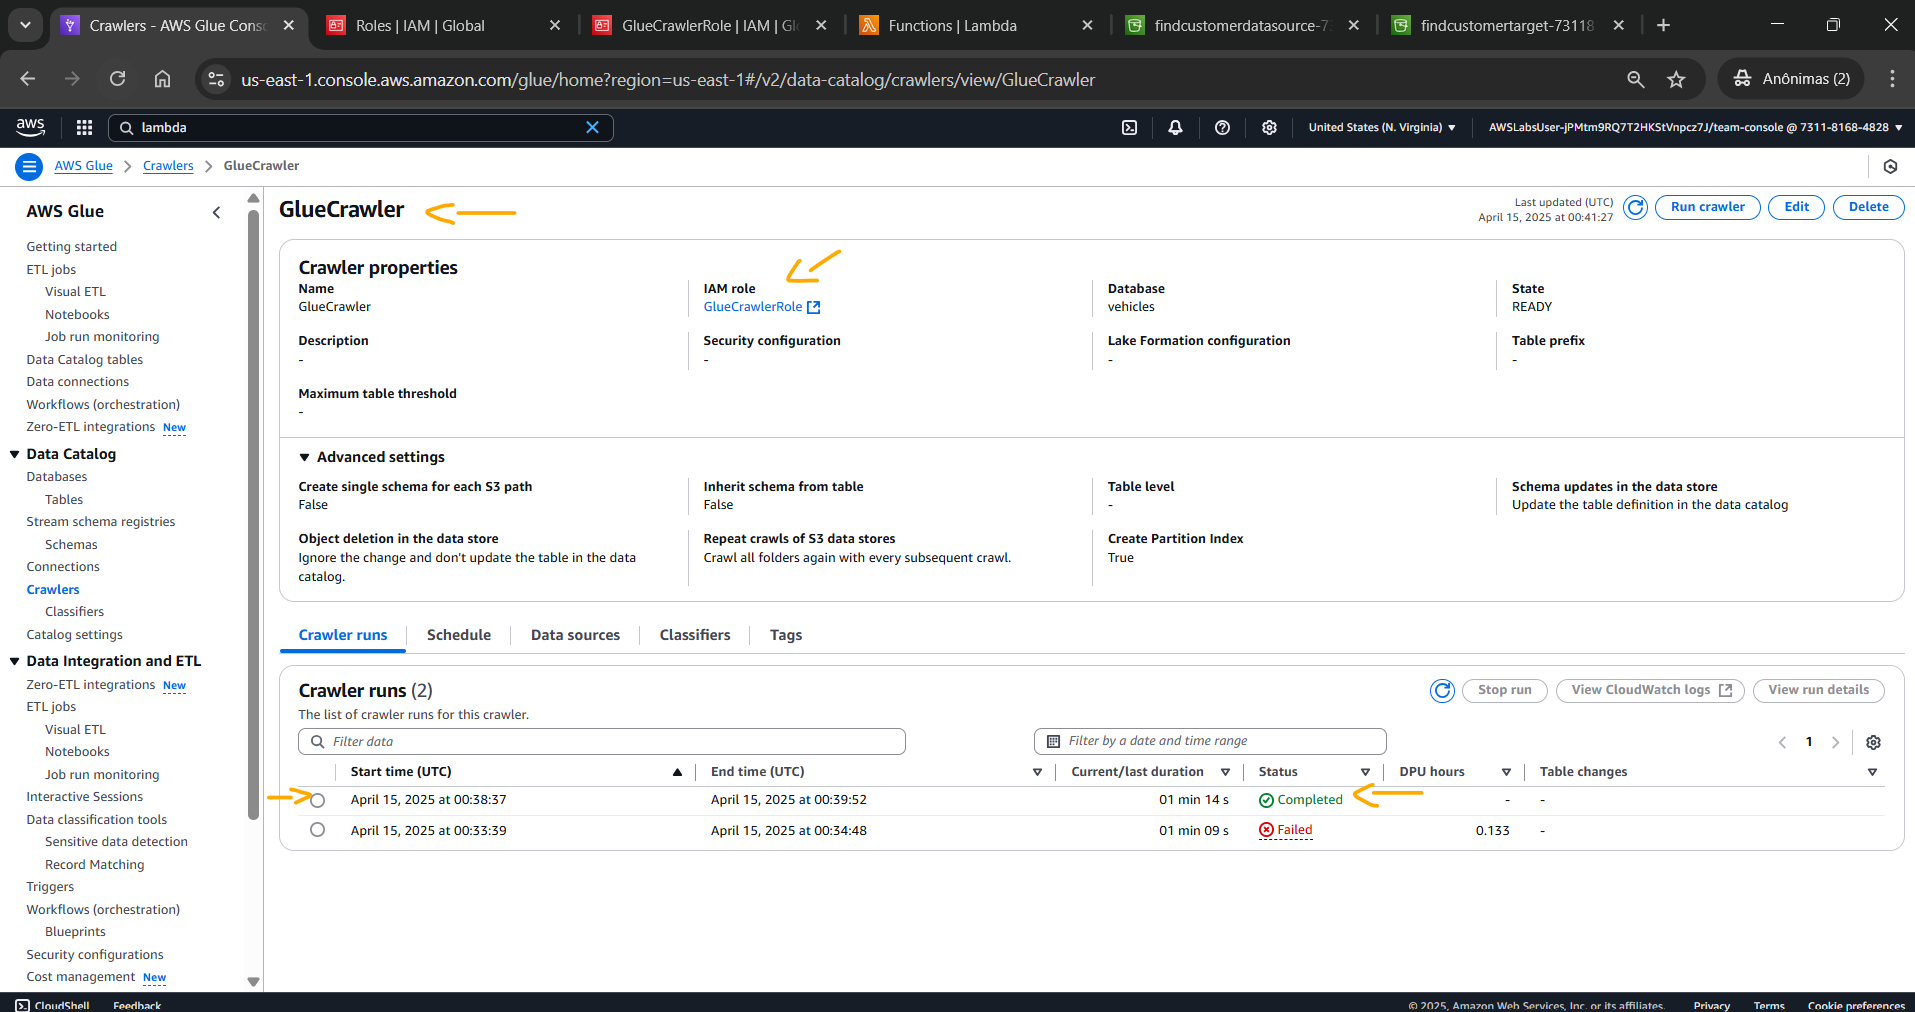 Crawlers - AWS Glue Conso
Roles | IAM | Global
GlueCrawlerRole | IAM | Gl
Functions | Lambda
findcustomerdatasource-73
findcustomertarget-73118
us-east-1.console.aws.amazon.com/glue/home?region=us-east-1#/v2/data-catalog/crawlers/view/GlueCrawler
Anônimas (2)
aws
lambda
United States (N. Virginia)
AWSLabsUser-jPMtm9RQ7T2HKStVnpcz7J/team-console @ 7311-8168-4828
AWS Glue
Crawlers
GlueCrawler
AWS Glue
Getting started
ETL jobs
Visual ETL
Notebooks
Job run monitoring
Data Catalog tables
Data connections
Workflows (orchestration)
Zero-ETL integrations New
Data Catalog
Databases
Tables
Stream schema registries
Schemas
Connections
Crawlers
Classifiers
Catalog settings
Data Integration and ETL
Zero-ETL integrations New
ETL jobs
Visual ETL
Notebooks
Job run monitoring
Interactive Sessions
Data classification tools
Sensitive data detection
Record Matching
Triggers
Workflows (orchestration)
Blueprints
Security configurations
Cost management New
GlueCrawler
Last updated (UTC)
April 15, 2025 at 00:41:27
Run crawler
Edit
Delete
Crawler properties
Name
GlueCrawler
IAM role
GlueCrawlerRole
Database
vehicles
State
READY
Description
-
Security configuration
-
Lake Formation configuration
-
Table prefix
-
Maximum table threshold
-
Advanced settings
Create single schema for each S3 path
False
Inherit schema from table
False
Table level
-
Schema updates in the data store
Update the table definition in the data catalog
Object deletion in the data store
Ignore the change and don't update the table in the data
catalog.
Repeat crawls of S3 data stores
Crawl all folders again with every subsequent crawl.
Create Partition Index
True
Crawler runs
Schedule
Data sources
Classifiers
Tags
Crawler runs (2)
The list of crawler runs for this crawler.
Stop run
View CloudWatch logs
View run details
Filter data
Filter by a date and time range
1
Start time (UTC) End time (UTC) Current/last duration Status DPU hours Table changes
April 15, 2025 at 00:38:37 April 15, 2025 at 00:39:52 01 min 14 s Completed - -
April 15, 2025 at 00:33:39 April 15, 2025 at 00:34:48 01 min 09 s Failed 0.133 -
CloudShell
Feedback
© 2025, Amazon Web Services, Inc. or its affiliates.
Privacy
Terms
Cookie preferences